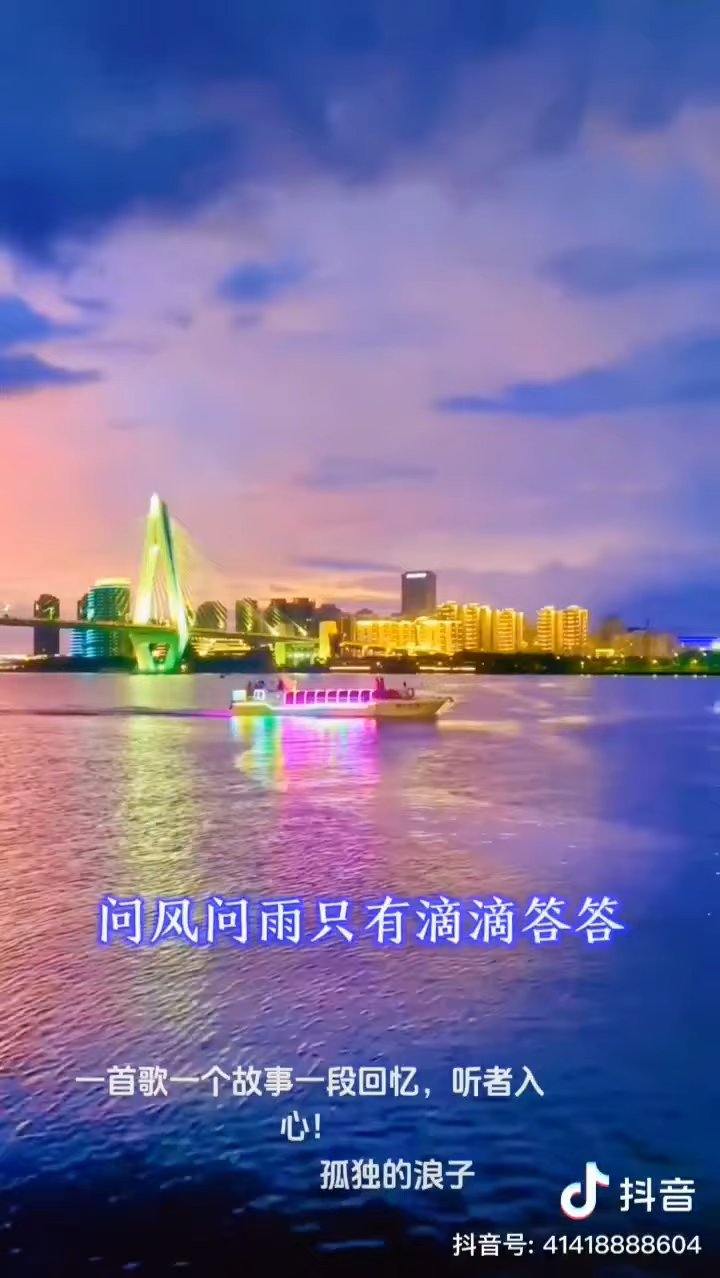 问风问雨只有滴滴答答
一首歌一个故事一段回忆，听者入
心！
孤独的浪子
抖音
抖音号: 41418888604